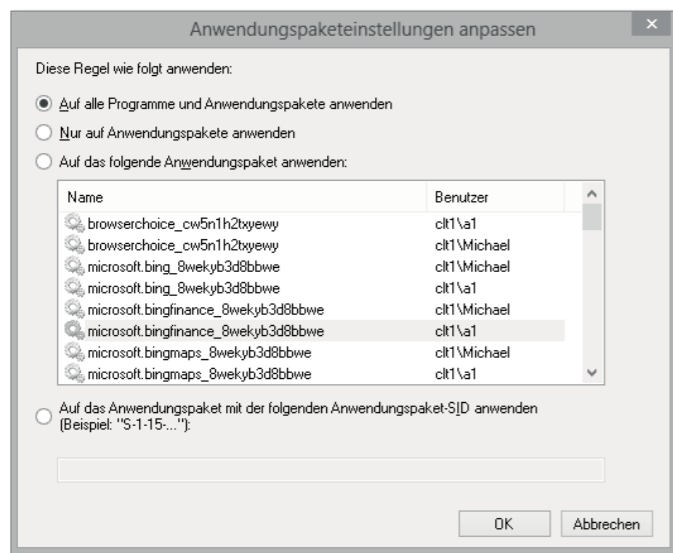 Anwendungspaketeinstellungen anpassen
Diese Regel wie folgt anwenden:
Auf alle Programme und Anwendungspakete anwenden
Nur auf Anwendungspakete anwenden
Auf das folgende Anwendungspaket anwenden:
Name Benutzer
browserchoice_cw5n1h2txyewy clt1\a1
browserchoice_cw5n1h2txyewy clt1\Michael
microsoft.bing_8wekyb3d8bbwe clt1\Michael
microsoft.bing_8wekyb3d8bbwe clt1\a1
microsoft.bingfinance_8wekyb3d8bbwe clt1\Michael
microsoft.bingfinance_8wekyb3d8bbwe clt1\a1
microsoft.bingmaps_8wekyb3d8bbwe clt1\Michael
microsoft.bingmaps_8wekyb3d8bbwe clt1\a1
Auf das Anwendungspaket mit der folgenden Anwendungspaket-SID anwenden
(Beispiel: "S-1-15-..."):
OK Abbrechen